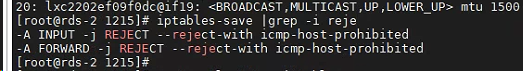 20: lxc2202ef09f0dc@if19: <BROADCAST,MULTICAST,UP,LOWER_UP> mtu 1500
[root@rds-2 1215]# iptables-save |grep -i reje
-A INPUT -j REJECT --reject-with icmp-host-prohibited
-A FORWARD -j REJECT --reject-with icmp-host-prohibited
[root@rds-2 1215]#